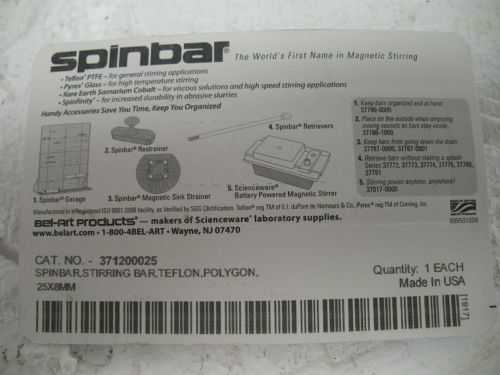 spinbar® The World's First Name in Magnetic Stirring
• Teflon® PTFE – for general stirring applications
• Pyrex® Glass – for high temperature stirring
• Rare Earth Samarium Cobalt – for viscous solutions and high speed stirring applications
• Spinfinity® – for increased durability in abrasive slurries
Handy Accessories Save You Time, Keep You Organized
1. Spinbar® Garage
2. Spinbar® Restrainer
3. Spinbar® Magnetic Sink Strainer
4. Spinbar® Retrievers
5. Scienceware®
Battery Powered Magnetic Stirrer
1. Keep bars organized and at hand
37796-0000
2. Place on the outside when emptying
mixing vessels so bars stay inside
3. Keep bars from going down the drain
37787-0000, 37787-0001
4. Retrieve bars without making a splash
Series 37772, 37773, 37774, 37775, 37780,
37781
5. Stirring power anytime, anywhere!
37017-0000
Manufactured in a registered ISO 9001:2008 facility, as verified by SGS Certification. Teflon® reg TM of E.I. duPont de Nemours & Co., Pyrex® reg TM of Corning, Inc.
Bel-Art Products® — makers of Scienceware® laboratory supplies.
www.belart.com • 1-800-4BEL-ART • Wayne, NJ 07470
999501000
CAT. NO. - 371200025
SPINBAR,STIRRING BAR,TEFLON,POLYGON,
25X8MM
Quantity: 1 EACH
Made In USA
[1917]